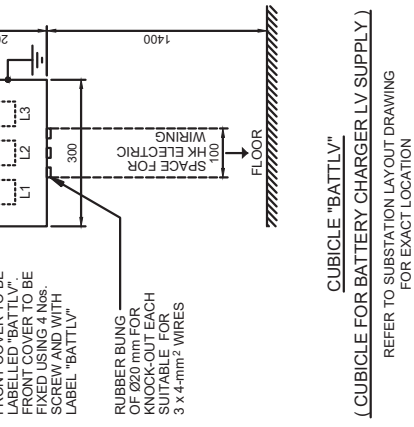 FRONT COVER TO BE
LABELLED "BATTLV".
FRONT COVER TO BE
FIXED USING 4 Nos.
SCREW AND WITH
LABEL "BATTLV"
L1
L2
L3
300
1400
RUBBER BUNG
OF Ø20 mm FOR
KNOCK-OUT EACH
SUITABLE FOR
3 x 4-mm² WIRES
SPACE FOR
HK ELECTRIC
WIRING
100
FLOOR
CUBICLE "BATTLV"
( CUBICLE FOR BATTERY CHARGER LV SUPPLY )
REFER TO SUBSTATION LAYOUT DRAWING
FOR EXACT LOCATION